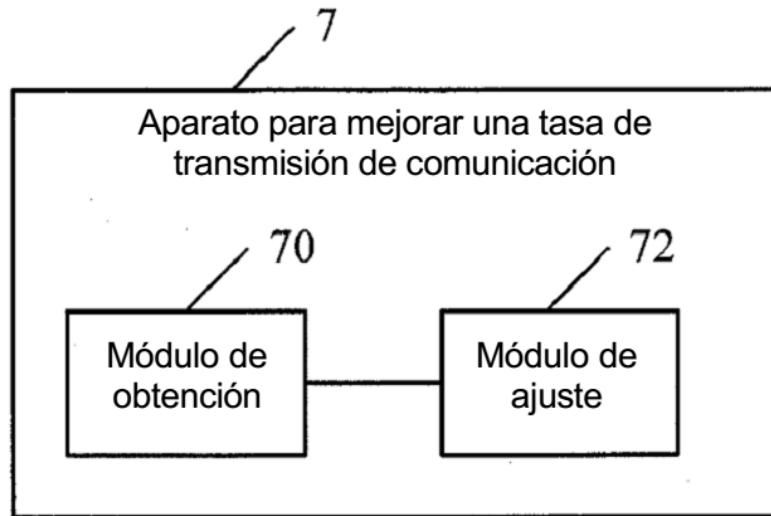 7
Aparato para mejorar una tasa de
transmisión de comunicación
70
72
Módulo de
obtención
Módulo de
ajuste